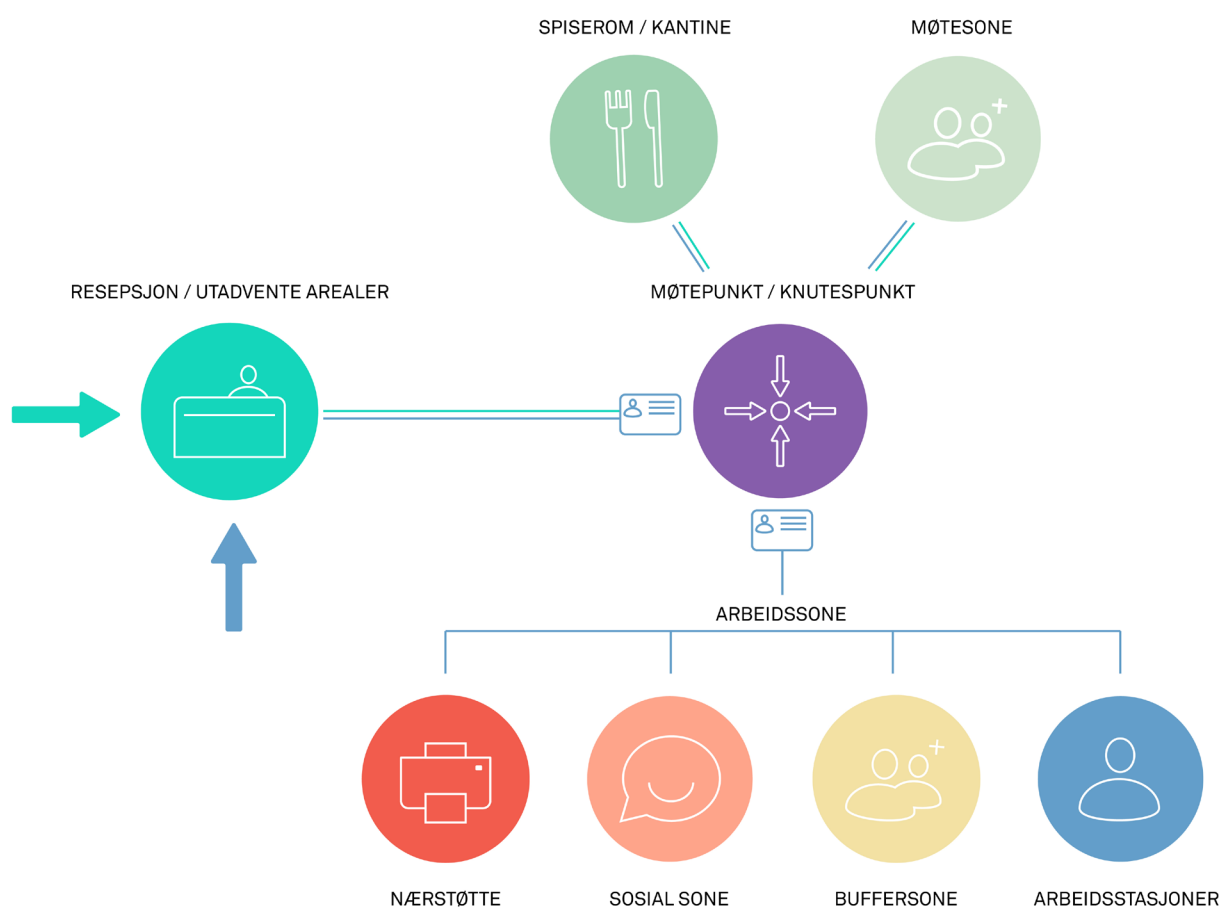 SPISEROM / KANTINE
MØTESONE
RESEPSJON / UTADVENTE AREALER
MØTEPUNKT / KNUTESPUNKT
ARBEIDSSONE
NÆRSTØTTE
SOSIAL SONE
BUFFERSONE
ARBEIDSSTASJONER